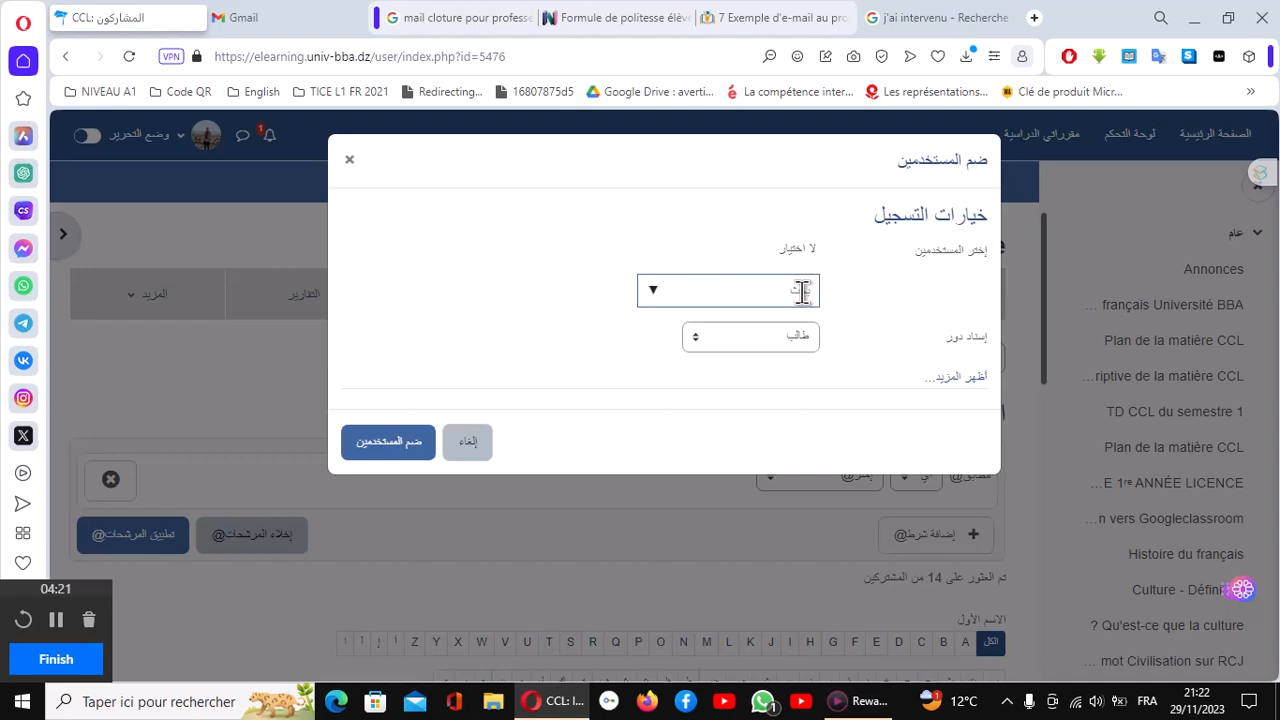 CCL: المشاركون
Gmail
mail cloture pour professe
Formule de politesse élève
7 Exemple d'e-mail au pro
j'ai intervenu - Recherche
VPN
https://elearning.univ-bba.dz/user/index.php?id=5476
NIVEAU A1
Code QR
English
TICE L1 FR 2021
Redirecting...
16807875d5
Google Drive : averti...
La compétence inter...
Les représentations...
Clé de produit Micr...
»
الصفحة الرئيسية
لوحة التحكم
مقرراتي الدراسية
1
وضع التحرير
ضم المستخدمين
×
خيارات التسجيل
إختر المستخدمين
لا اختيار
▼
إسناد دور
طالب
أظهر المزيد...
إلغاء
ضم المستخدمين
عام
Annonces
français Université BBA ...
Plan de la matière CCL
...riptive de la matière CCL
TD CCL du semestre 1
Plan de la matière CCL
E 1re ANNÉE LICENCE ...
n vers Googleclassroom ...
Histoire du français
Culture - Défini
Qu'est-ce que la culture ?
mot Civilisation sur RCJ ...
المزيد
التقارير
إضافة شرط@
إخلاء المرشحات@
تطبيق المرشحات@
تم العثور على 14 من المشتركين
الاسم الأول
الكل
A B C D E F G H I J K L M N O P Q R S T U V W X Y Z
04:21
Finish
Taper ici pour rechercher
CCL: l...
Rewa...
1
12°C
FRA
21:22
29/11/2023